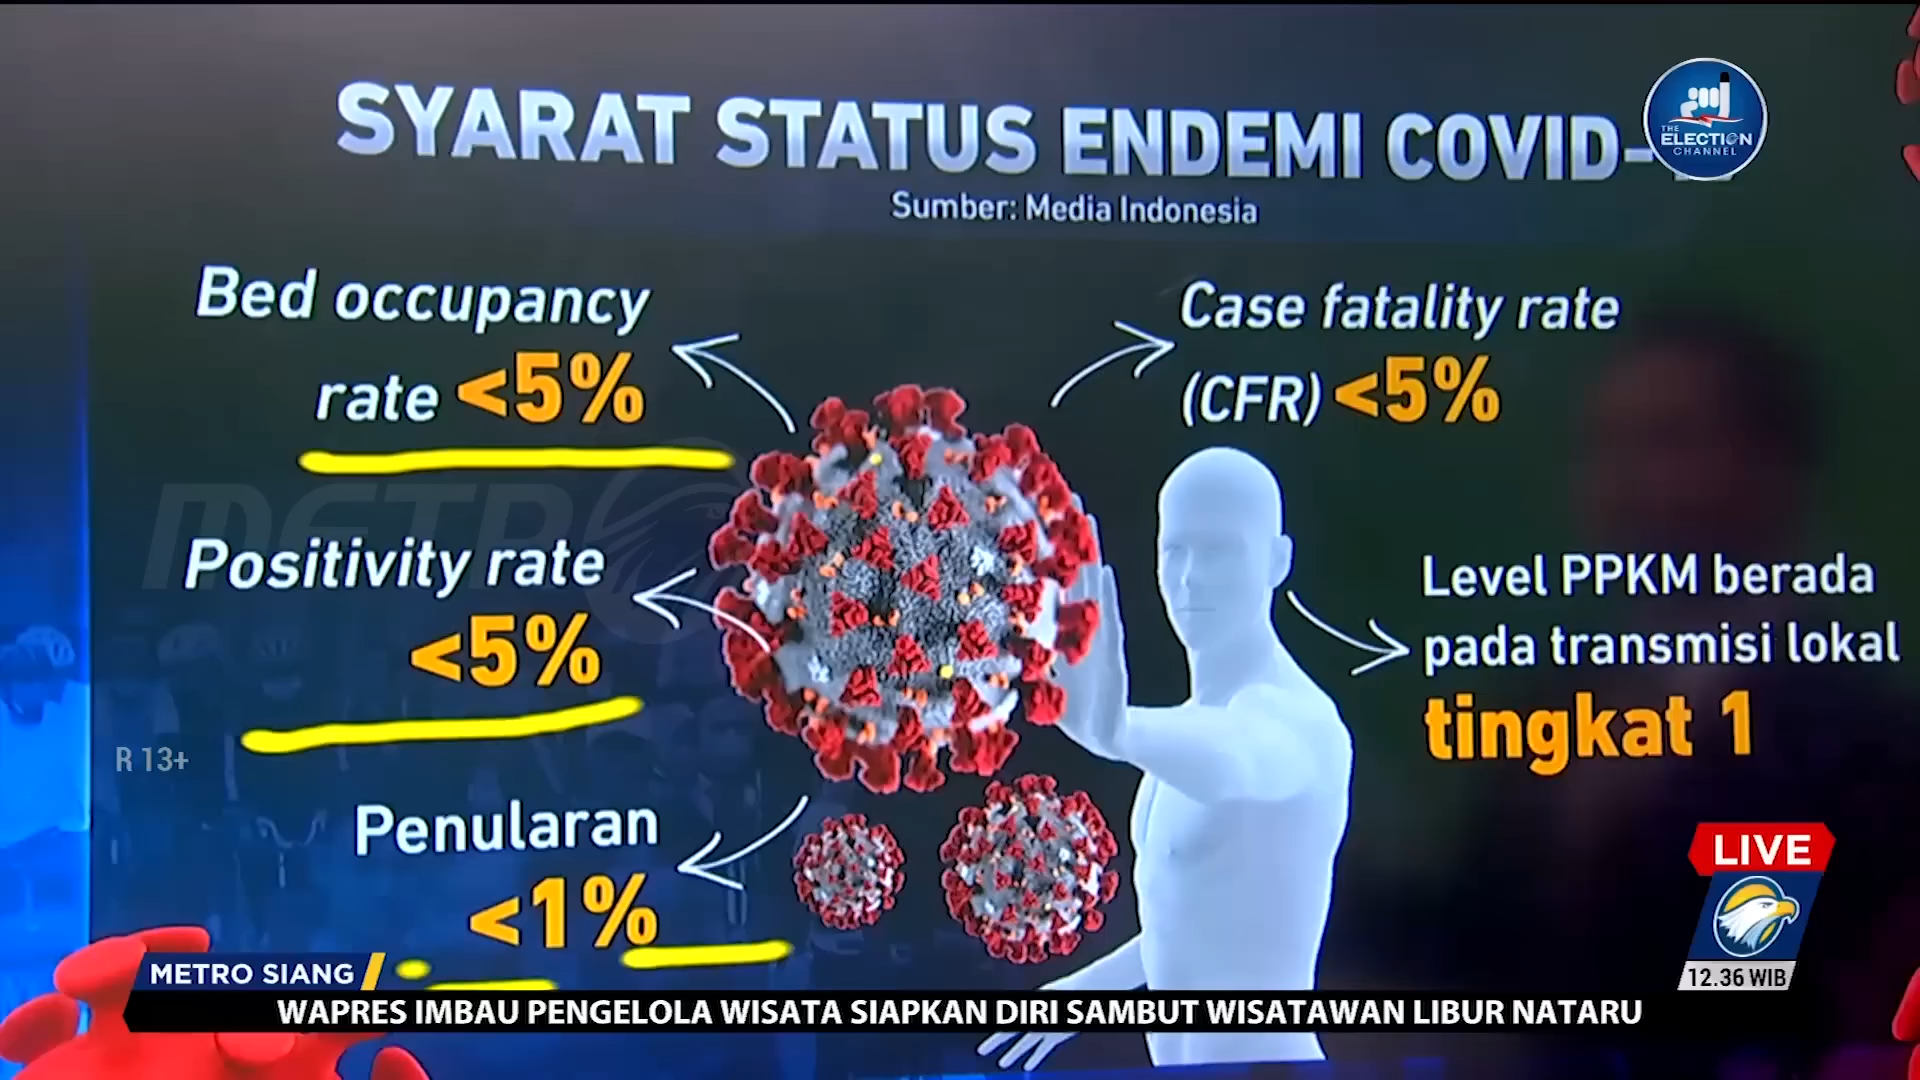 SYARAT STATUS ENDEMI COVID-
THE
ELECTION
CHANNEL
Sumber: Media Indonesia
Bed occupancy
rate <5%
Case fatality rate
(CFR) <5%
METR
Positivity rate
<5%
Level PPKM berada
pada transmisi lokal
tingkat 1
R 13+
Penularan
<1%
LIVE
12.36 WIB
METRO SIANG
WAPRES IMBAU PENGELOLA WISATA SIAPKAN DIRI SAMBUT WISATAWAN LIBUR NATARU